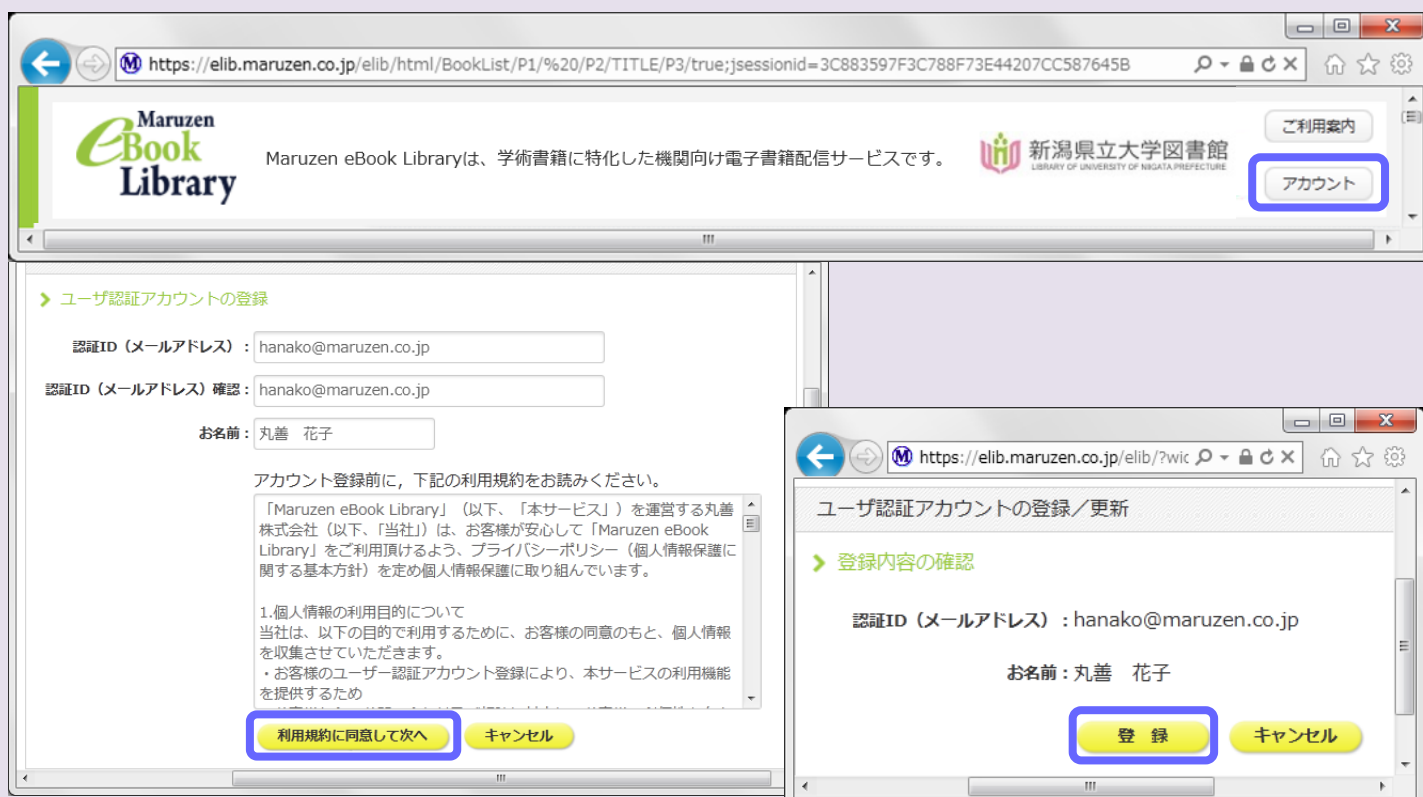 https://elib.maruzen.co.jp/elib/html/BookList/P1/%20/P2/TITLE/P3/true;jsessionid=3C883597F3C788F73E44207CC587645B
Maruzen
eBook
Library
Maruzen eBook Libraryは、学術書籍に特化した機関向け電子書籍配信サービスです。
新潟県立大学図書館
LIBRARY OF UNIVERSITY OF NIIGATA PREFECTURE
ご利用案内
アカウント
ユーザ認証アカウントの登録
認証ID（メールアドレス）：hanako@maruzen.co.jp
認証ID（メールアドレス）確認：hanako@maruzen.co.jp
お名前：丸善　花子
アカウント登録前に，下記の利用規約をお読みください。
「Maruzen eBook Library」（以下、「本サービス」）を運営する丸善
株式会社（以下、「当社」）は、お客様が安心して「Maruzen eBook
Library」をご利用頂けるよう、プライバシーポリシー（個人情報保護に
関する基本方針）を定め個人情報保護に取り組んでいます。
1.個人情報の利用目的について
当社は、以下の目的で利用するために、お客様の同意のもと、個人情報
を収集させていただきます。
・お客様のユーザー認証アカウント登録により、本サービスの利用機能
を提供するため
利用規約に同意して次へ
キャンセル
https://elib.maruzen.co.jp/elib/?wic
ユーザ認証アカウントの登録／更新
登録内容の確認
認証ID（メールアドレス）：hanako@maruzen.co.jp
お名前：丸善　花子
登　録
キャンセル